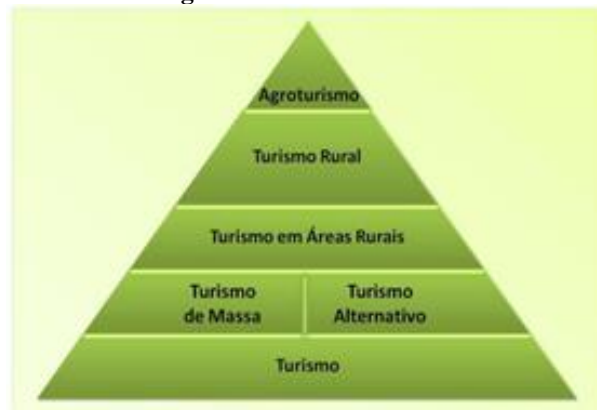 Agroturismo
Turismo Rural
Turismo em Áreas Rurais
Turismo
de Massa
Turismo
Alternativo
Turismo